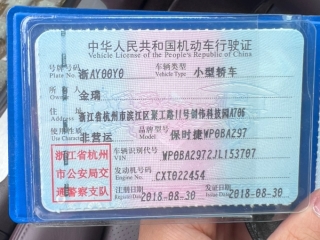 中华人民共和国机动车行驶证
Vehicle License of the People's Republic of China
号牌号码 浙AY00Y0 车辆类型 小型轿车
Plate No. Vehicle Type
所有人 金瑞
住址 浙江省杭州市滨江区聚工路11号创伟科技园A706
使用性质 非营运 品牌型号 保时捷WP0BA297
Use Character Model
浙江省杭州市公安局交通警察支队
车辆识别代号 WP0BA2972JL153707
VIN
发动机号码 CXT022454
Engine No.
注册日期 2018-08-30 发证日期 2018-08-30